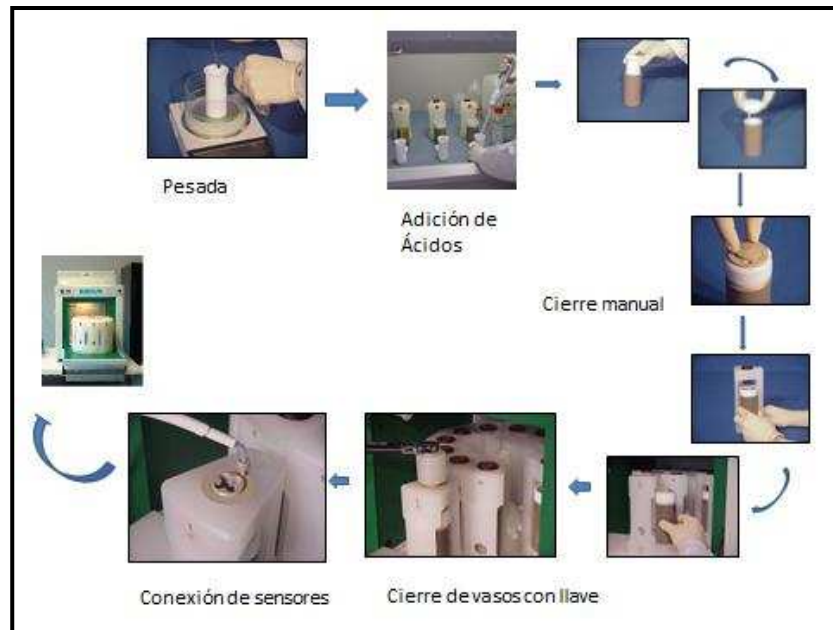 Pesada
Adición de
Ácidos
Cierre manual
Cierre de vasos con llave
Conexión de sensores